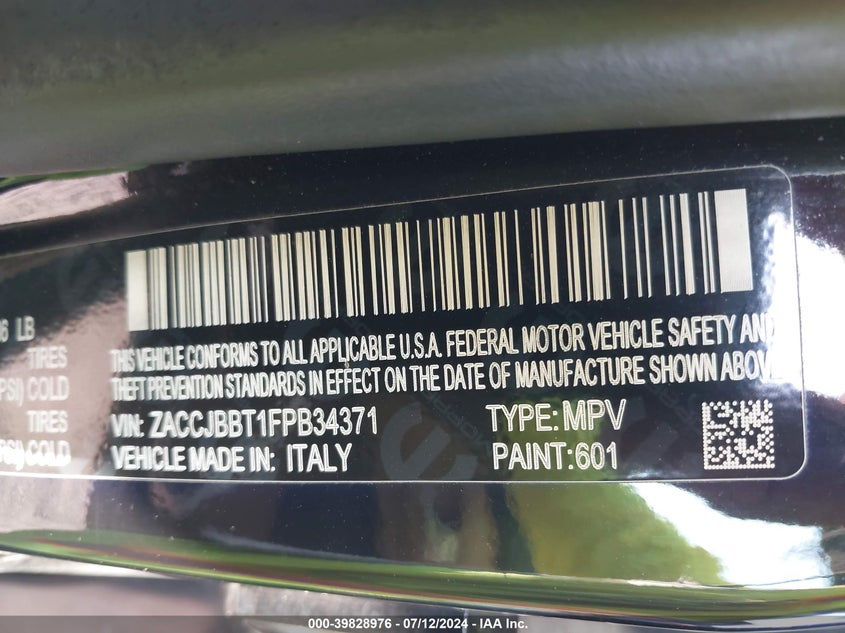 6 LB
TIRES
PSI) COLD
TIRES
PSI) COLD
THIS VEHICLE CONFORMS TO ALL APPLICABLE U.S.A. FEDERAL MOTOR VEHICLE SAFETY AND
THEFT PREVENTION STANDARDS IN EFFECT ON THE DATE OF MANUFACTURE SHOWN ABOVE
VIN: ZACCJBBT1FPB34371 TYPE: MPV
VEHICLE MADE IN: ITALY PAINT:601
000-39828976 / 07/12/2024 - IAA Inc.